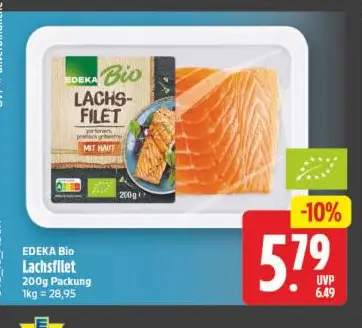 EDEKA Bio
LACHS-
FILET
MIT HAUT
200g
-10%
5.79
UVP
6.49
EDEKA Bio
Lachsfilet
200g Packung
1kg = 28,95